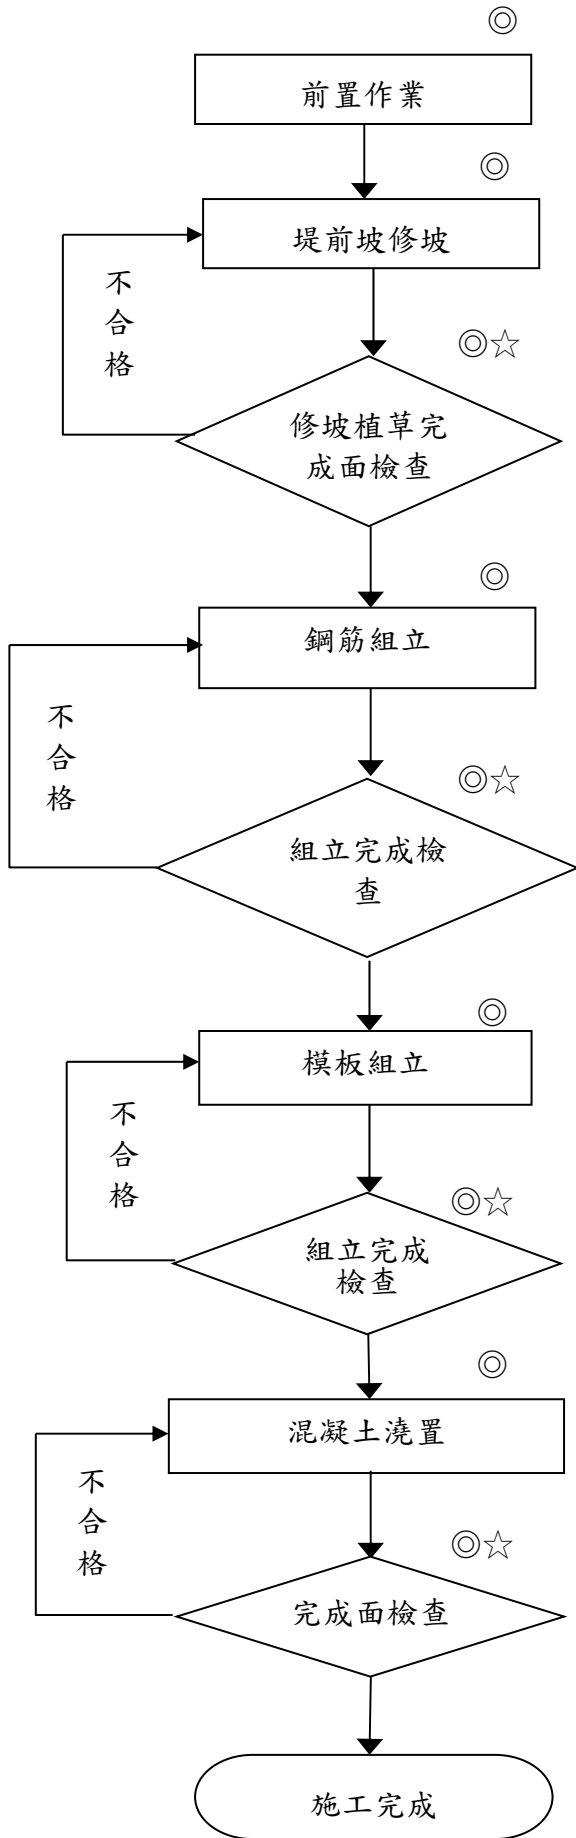 ◎
前置作業
◎
堤前坡修坡
不
合
格
◎☆
修坡植草完
成面檢查
◎
鋼筋組立
不
合
格
◎☆
組立完成檢
查
◎
模板組立
不
合
格
◎☆
組立完成
檢查
◎
混凝土澆置
不
合
格
◎☆
完成面檢查
施工完成